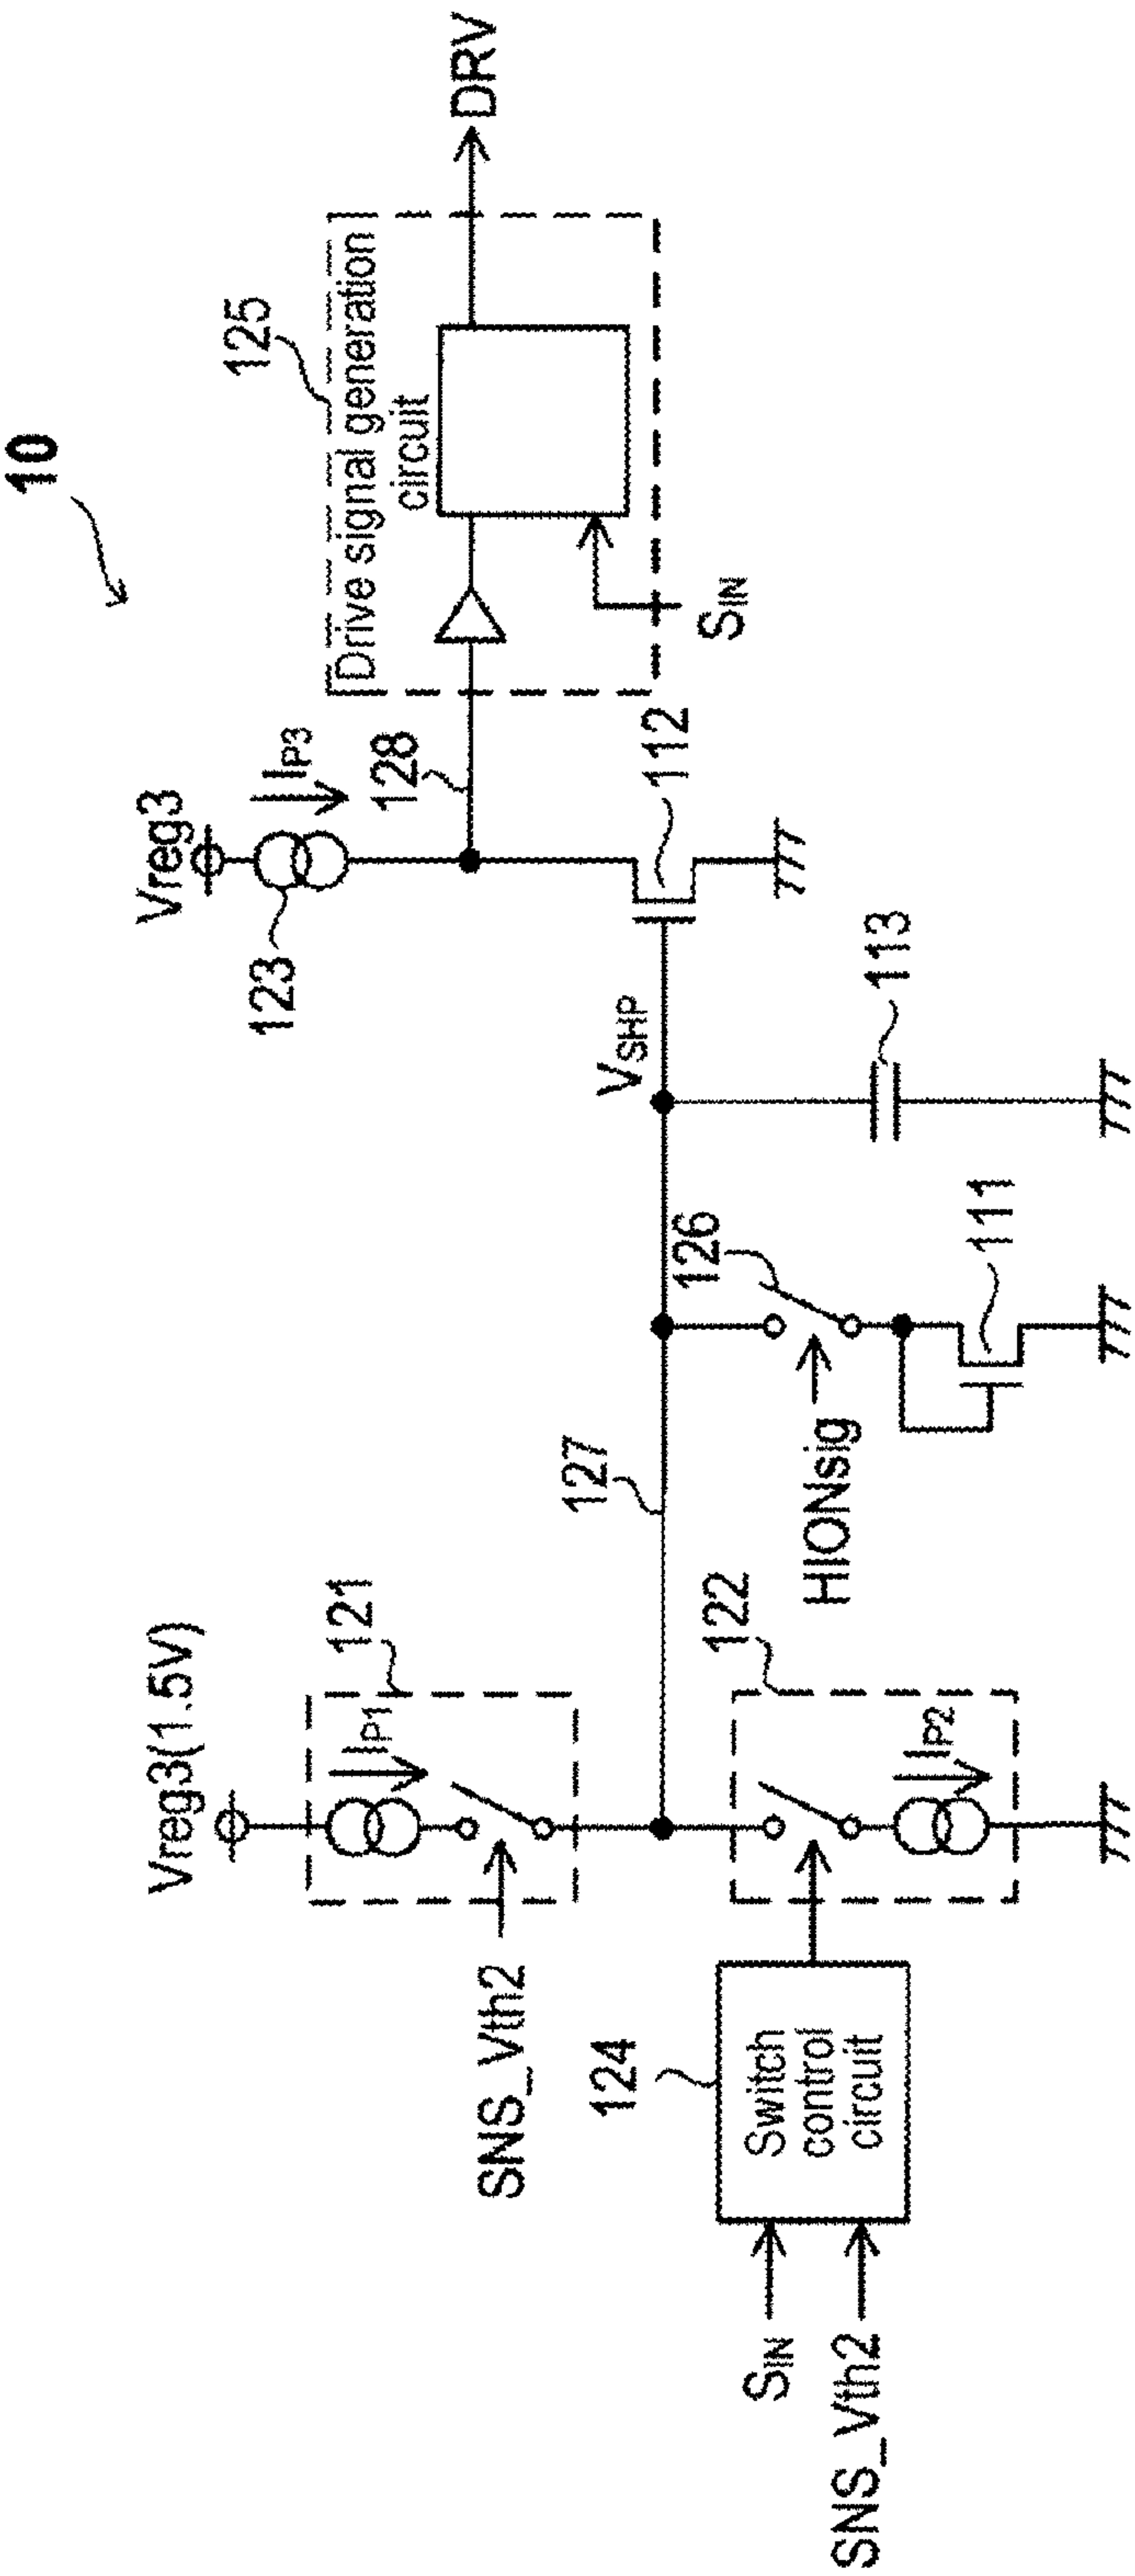 10
Vreg3(1.5V)
Vreg3
IP1
121
IP3
123
128
125
Drive signal generation
circuit
DRV
SNS_Vth2
127
VSHP
112
SIN
124
Switch
control
circuit
SIN
SNS_Vth2
122
IP2
HIONsig
126
111
113